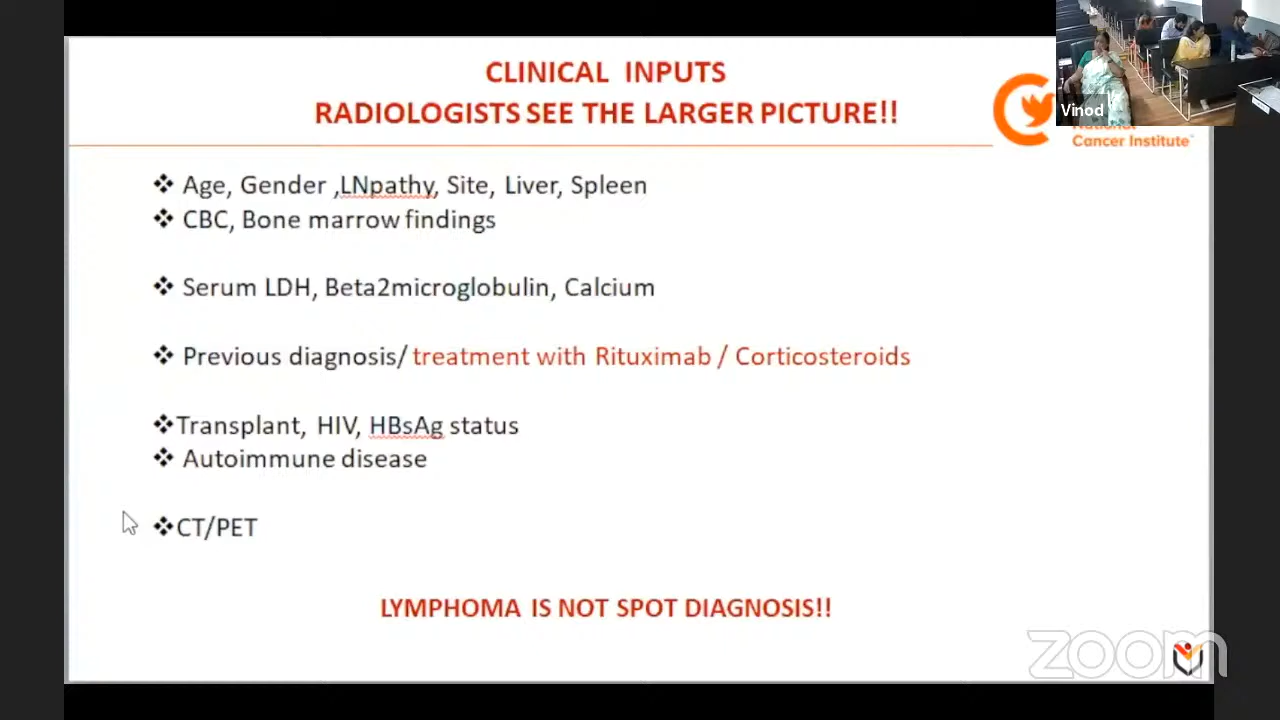 CLINICAL INPUTS
RADIOLOGISTS SEE THE LARGER PICTURE!!
Vinod
National
Cancer Institute
❖ Age, Gender ,LNpathy, Site, Liver, Spleen
❖ CBC, Bone marrow findings
❖ Serum LDH, Beta2microglobulin, Calcium
❖ Previous diagnosis/ treatment with Rituximab / Corticosteroids
❖Transplant, HIV, HBsAg status
❖ Autoimmune disease
❖CT/PET
LYMPHOMA IS NOT SPOT DIAGNOSIS!!
zoom